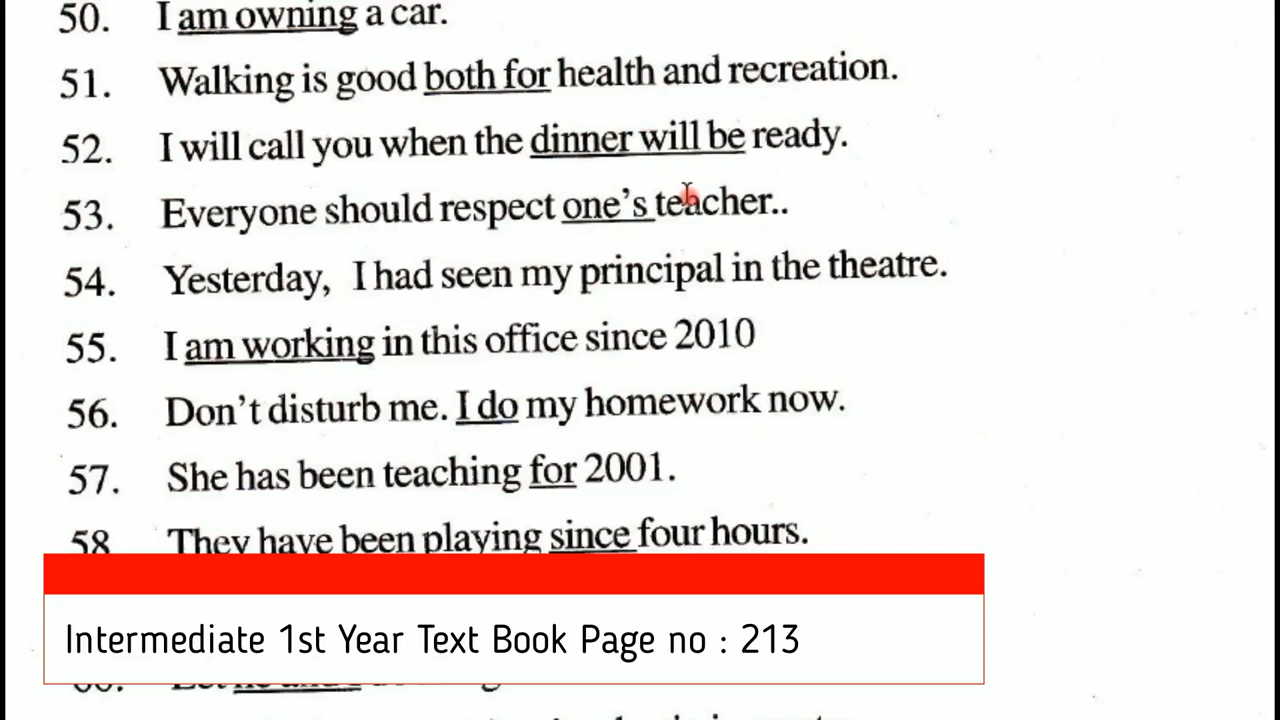 50. I am owning a car.
51. Walking is good both for health and recreation.
52. I will call you when the dinner will be ready.
53. Everyone should respect one's teacher..
54. Yesterday, I had seen my principal in the theatre.
55. I am working in this office since 2010
56. Don't disturb me. I do my homework now.
57. She has been teaching for 2001.
58 They have been playing since four hours.
Intermediate 1st Year Text Book Page no : 213